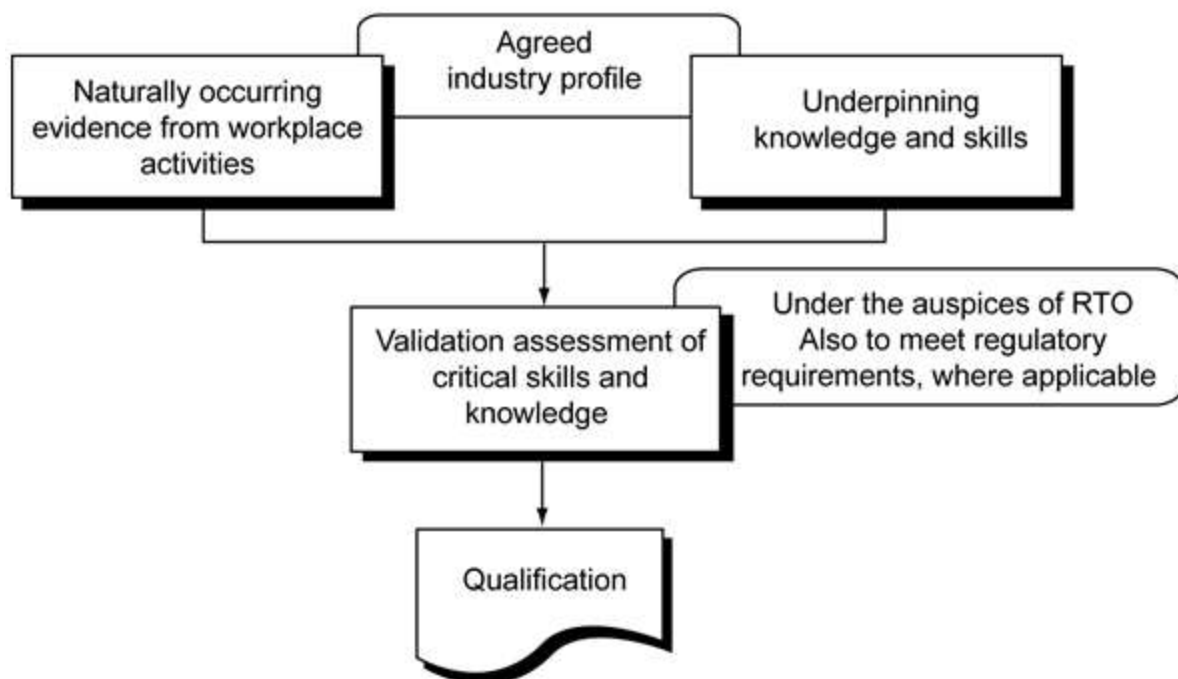 Agreed
industry profile
Naturally occurring
evidence from workplace
activities
Underpinning
knowledge and skills
Validation assessment of
critical skills and
knowledge
Under the auspices of RTO
Also to meet regulatory
requirements, where applicable
Qualification